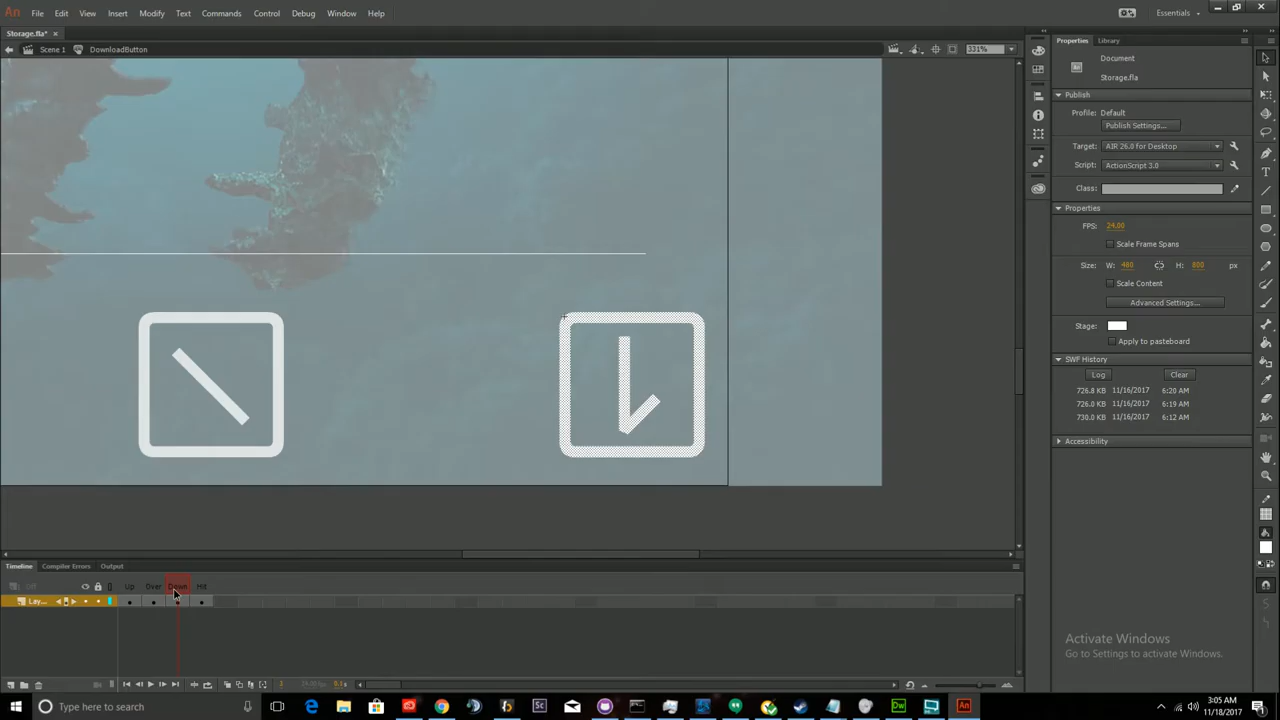 An File Edit View Insert Modify Text Commands Control Debug Window Help Essentials
Storage.fla* ×
Scene 1 DownloadButton 331%
Properties Library
Document
Storage.fla
Publish
Profile: Default
Publish Settings...
Target: AIR 26.0 for Desktop
Script: ActionScript 3.0
Class:
Properties
FPS: 24.00
Scale Frame Spans
Size: W: 480 H: 800 px
Scale Content
Advanced Settings...
Stage:
Apply to pasteboard
SWF History
Log Clear
726.8 KB 11/16/2017 6:20 AM
726.0 KB 11/16/2017 6:19 AM
730.0 KB 11/16/2017 6:12 AM
Accessibility
Timeline Compiler Errors Output
Up Over Down Hit
Lay...
Activate Windows
Go to Settings to activate Windows.
Type here to search
3:05 AM
11/18/2017